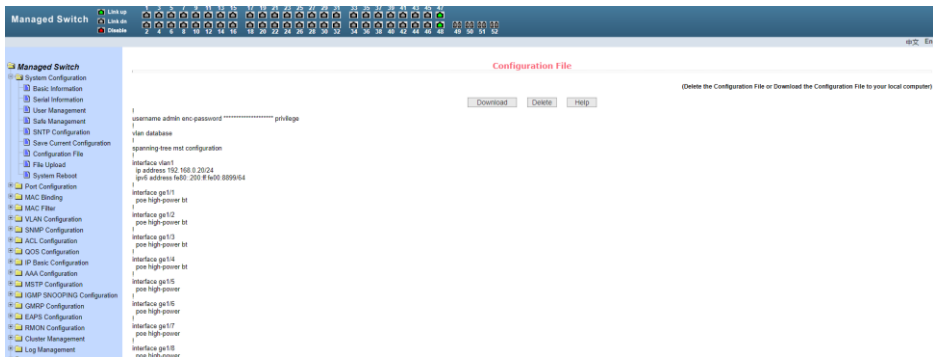 Managed Switch
Link up
Link dn
Disable
1 3 5 7 9 11 13 15 17 19 21 23 25 27 29 31 33 35 37 39 41 43 45 47
2 4 6 8 10 12 14 16 18 20 22 24 26 28 30 32 34 36 38 40 42 44 46 48 49 50 51 52
中文 En
Managed Switch
System Configuration
Basic Information
Serial Information
User Management
Safe Management
SNTP Configuration
Save Current Configuration
Configuration File
File Upload
System Reboot
Port Configuration
MAC Binding
MAC Filter
VLAN Configuration
SNMP Configuration
ACL Configuration
QOS Configuration
IP Basic Configuration
AAA Configuration
MSTP Configuration
IGMP SNOOPING Configuration
GMRP Configuration
EAPS Configuration
RMON Configuration
Cluster Management
Log Management
Configuration File
(Delete the Configuration File or Download the Configuration File to your local computer)
Download Delete Help
!
username admin enc-password ******************** privilege
!
vlan database
!
spanning-tree mst configuration
!
interface vlan1
ip address 192.168.0.20/24
ipv6 address fe80::200:ff:fe00:8899/64
!
interface ge1/1
poe high-power bt
!
interface ge1/2
poe high-power bt
!
interface ge1/3
poe high-power bt
!
interface ge1/4
poe high-power bt
!
interface ge1/5
poe high-power
!
interface ge1/6
poe high-power
!
interface ge1/7
poe high-power
!
interface ge1/8
poe high-power